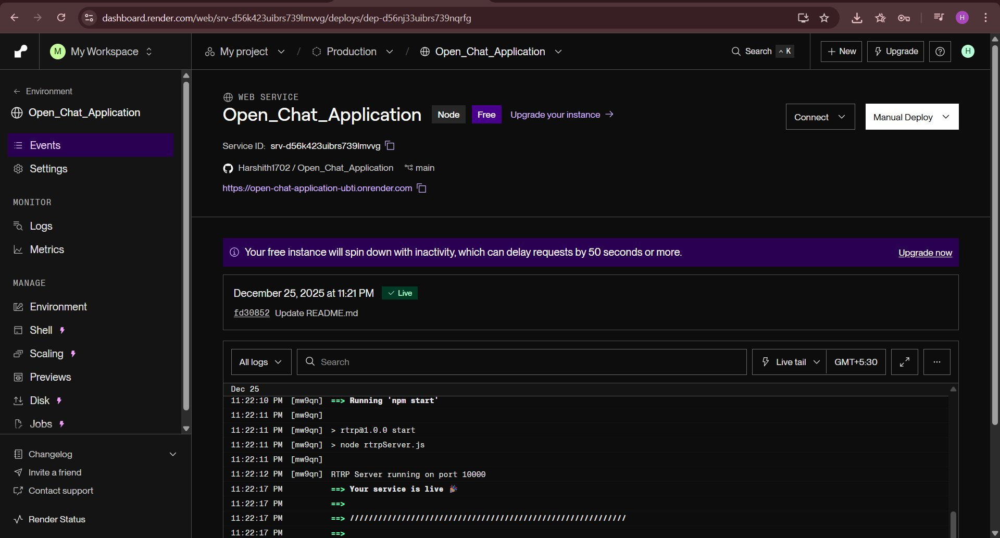 dashboard.render.com/web/srv-d56k423uibrs739lmvvg/deploys/dep-d56nj33uibrs739nqrfg
H
M My Workspace
My project / Production / Open_Chat_Application
Search ^ K
+ New
Upgrade
H
← Environment
Open_Chat_Application
Events
Settings
MONITOR
Logs
Metrics
MANAGE
Environment
Shell
Scaling
Previews
Disk
Jobs
Changelog
Invite a friend
Contact support
Render Status
WEB SERVICE
Open_Chat_Application Node Free Upgrade your instance →
Connect
Manual Deploy
Service ID: srv-d56k423uibrs739lmvvg
Harshith1702 / Open_Chat_Application main
https://open-chat-application-ubti.onrender.com
Your free instance will spin down with inactivity, which can delay requests by 50 seconds or more. Upgrade now
December 25, 2025 at 11:21 PM ✓ Live
fd30852 Update README.md
All logs
Search
Live tail
GMT+5:30
...
Dec 25
11:22:10 PM [mw9qn] ==> Running 'npm start'
11:22:11 PM [mw9qn]
11:22:11 PM [mw9qn] > rtrp@1.0.0 start
11:22:11 PM [mw9qn] > node rtrpServer.js
11:22:11 PM [mw9qn]
11:22:12 PM [mw9qn] RTRP Server running on port 10000
11:22:17 PM ==> Your service is live 🎉
11:22:17 PM ==>
11:22:17 PM ==> ///////////////////////////////////////////////////////////
11:22:17 PM ==>